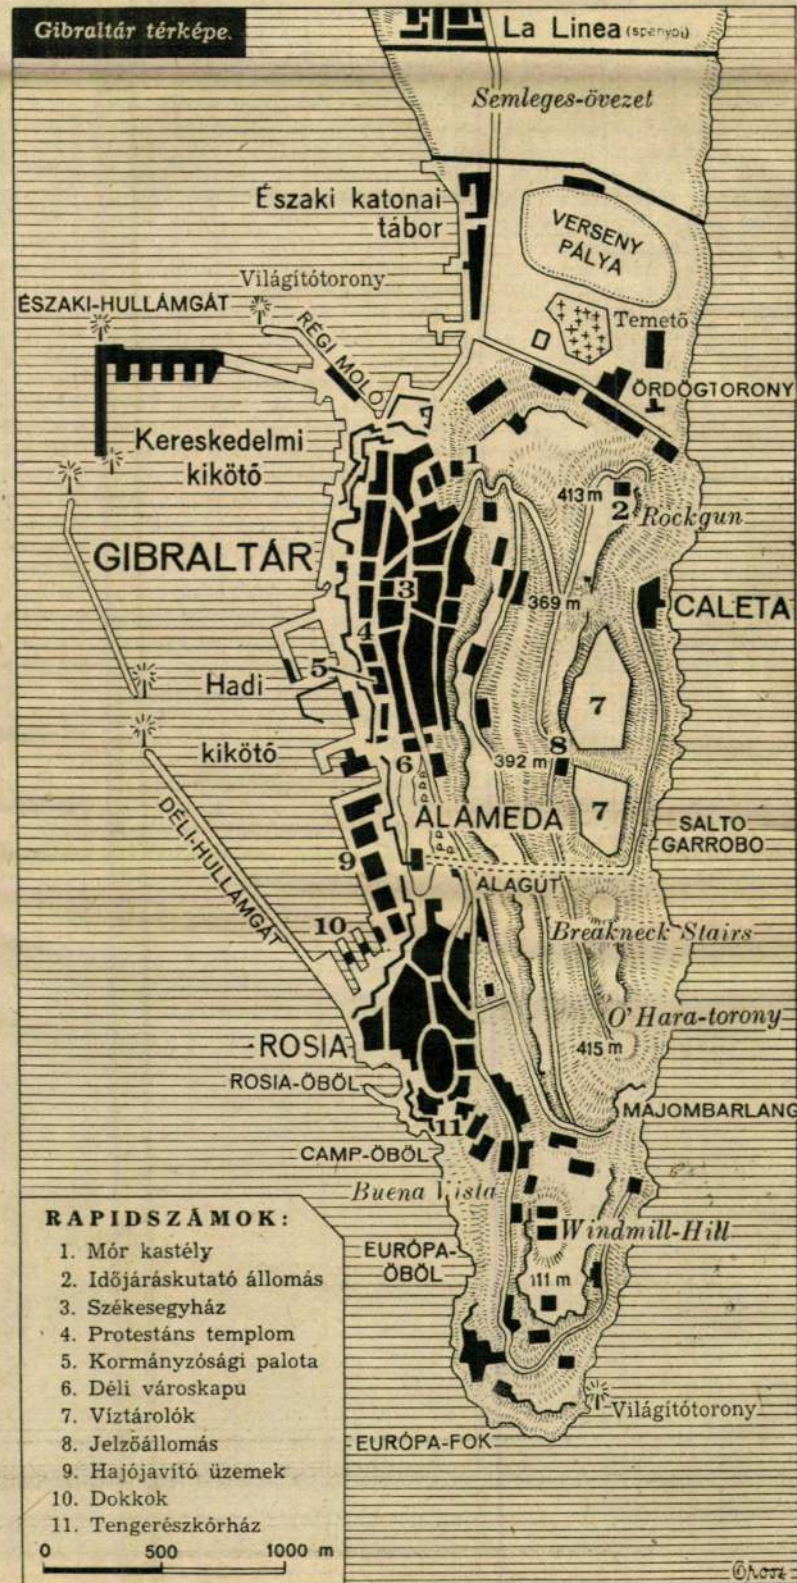 Gibraltár térképe.
La Linea (spanyol)
Semleges-övezet
Északi katonai
tábor
VERSENY
PÁLYA
Világítótorony
ÉSZAKI-HULLÁMGÁT
RÉGI MOLÓ
Temető
ÖRDÖGTORONY
Kereskedelmi
kikötő
1
413 m
2
Rockgun
GIBRALTÁR
3
369 m
CALETA
4
5
Hadi
7
kikötő
6
392 m
8
7
ALAMEDA
SALTO
GARROBO
DÉLI-HULLÁMGÁT
9
ALAGUT
10
Breakneck Stairs
O'Hara-torony
415 m
ROSIA
ROSIA-ÖBÖL
MAJOMBARLANG
11
CAMP-ÖBÖL
Buena Vista
Windmill-Hill
EURÓPA-
ÖBÖL
111 m
Világítótorony
EURÓPA-FOK
RAPIDSZÁMOK:
1. Mór kastély
2. Időjáráskutató állomás
3. Székesegyház
4. Protestáns templom
5. Kormányzósági palota
6. Déli városkapu
7. Víztárolók
8. Jelzőállomás
9. Hajójavító üzemek
10. Dokkok
11. Tengerészkórház
0 500 1000 m